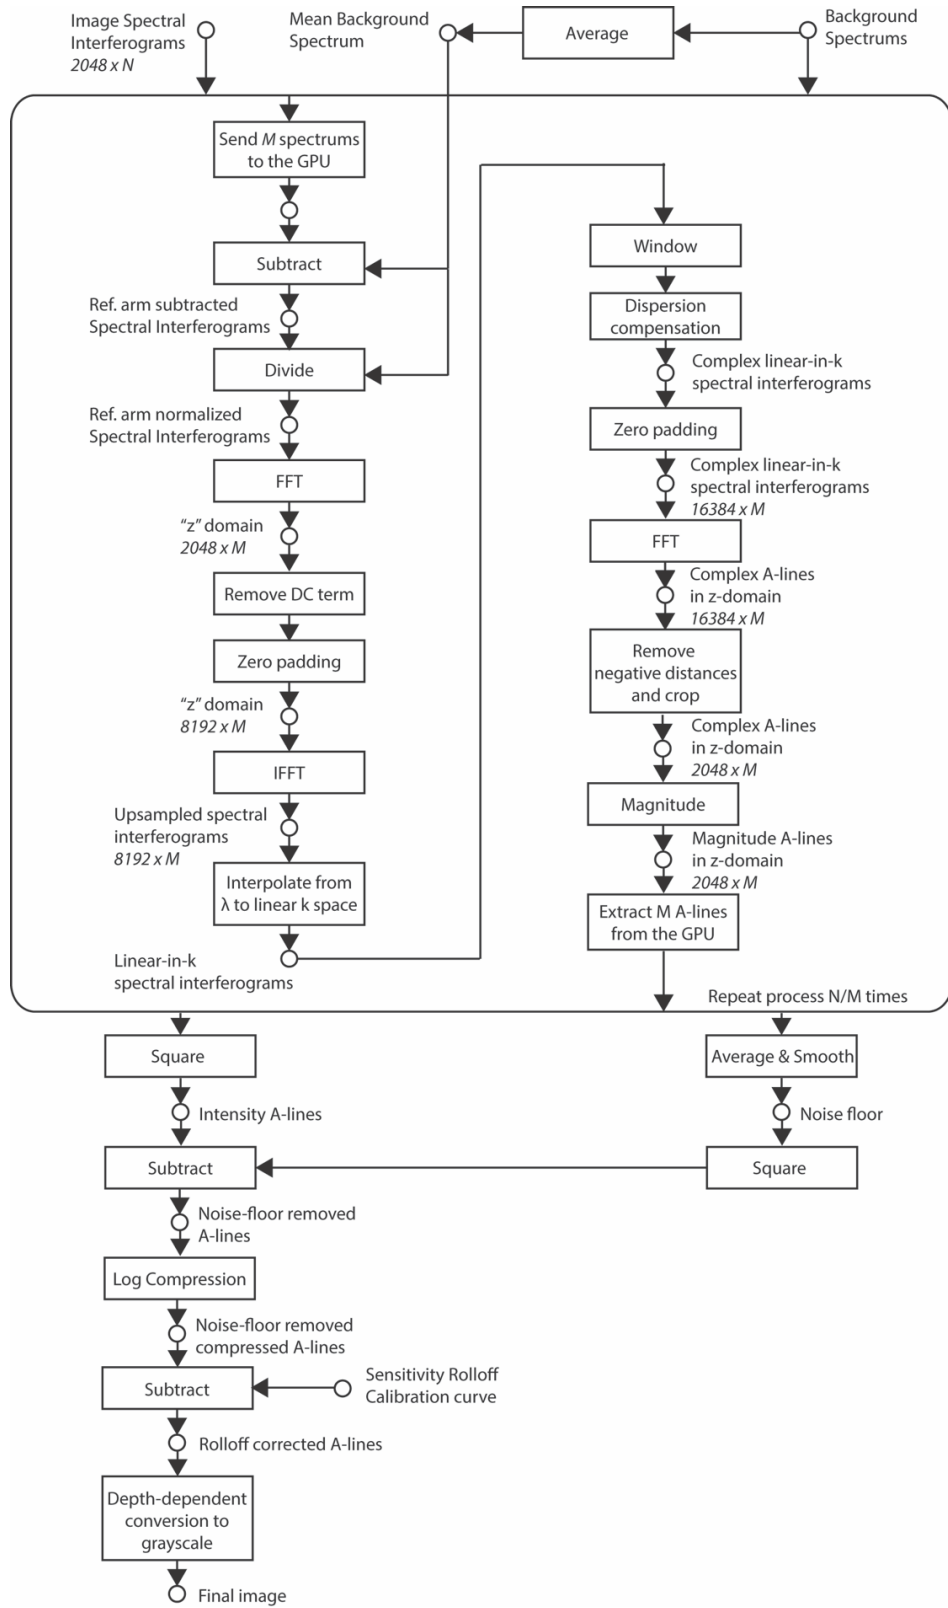 Image Spectral
Interferograms
2048 x N
Mean Background
Spectrum
Average
Background
Spectrums
Send M spectrums
to the GPU
Subtract
Ref. arm subtracted
Spectral Interferograms
Divide
Ref. arm normalized
Spectral Interferograms
FFT
“z” domain
2048 x M
Remove DC term
Zero padding
“z” domain
8192 x M
IFFT
Upsampled spectral
interferograms
8192 x M
Interpolate from
λ to linear k space
Linear-in-k
spectral interferograms
Window
Dispersion
compensation
Complex linear-in-k
spectral interferograms
Zero padding
Complex linear-in-k
spectral interferograms
16384 x M
FFT
Complex A-lines
in z-domain
16384 x M
Remove
negative distances
and crop
Complex A-lines
in z-domain
2048 x M
Magnitude
Magnitude A-lines
in z-domain
2048 x M
Extract M A-lines
from the GPU
Repeat process N/M times
Square
Intensity A-lines
Average & Smooth
Noise floor
Square
Subtract
Noise-floor removed
A-lines
Log Compression
Noise-floor removed
compressed A-lines
Subtract
Sensitivity Rolloff
Calibration curve
Rolloff corrected A-lines
Depth-dependent
conversion to
grayscale
Final image